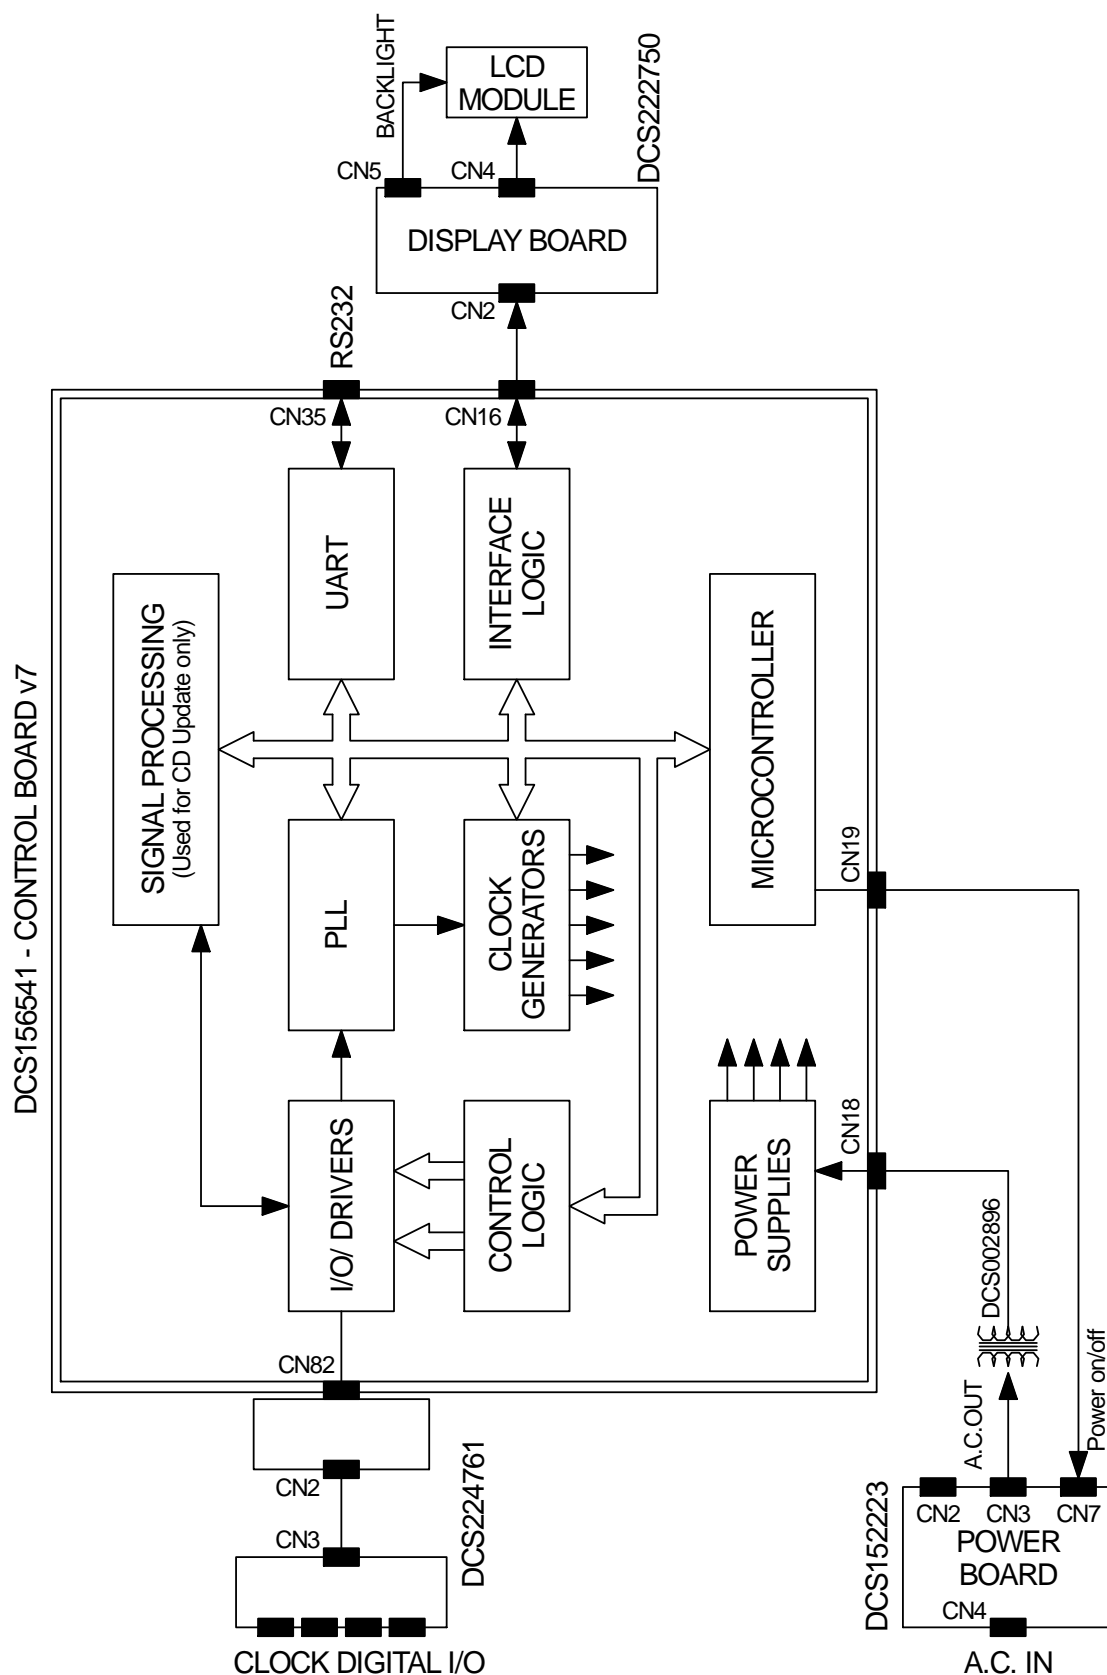 BACKLIGHT
LCD
MODULE
DCS222750
CN5
CN4
DISPLAY BOARD
CN2
RS232
CN35
CN16
DCS156541 - CONTROL BOARD v7
SIGNAL PROCESSING
(Used for CD Update only)
UART
INTERFACE
LOGIC
MICROCONTROLLER
PLL
CLOCK
GENERATORS
CN19
I/O/ DRIVERS
CONTROL
LOGIC
POWER
SUPPLIES
CN18
DCS002896
CN82
A.C.OUT
Power on/off
CN2
DCS224761
CN3
DCS152223
CN2
CN3
CN7
POWER
BOARD
CN4
CLOCK DIGITAL I/O
A.C. IN